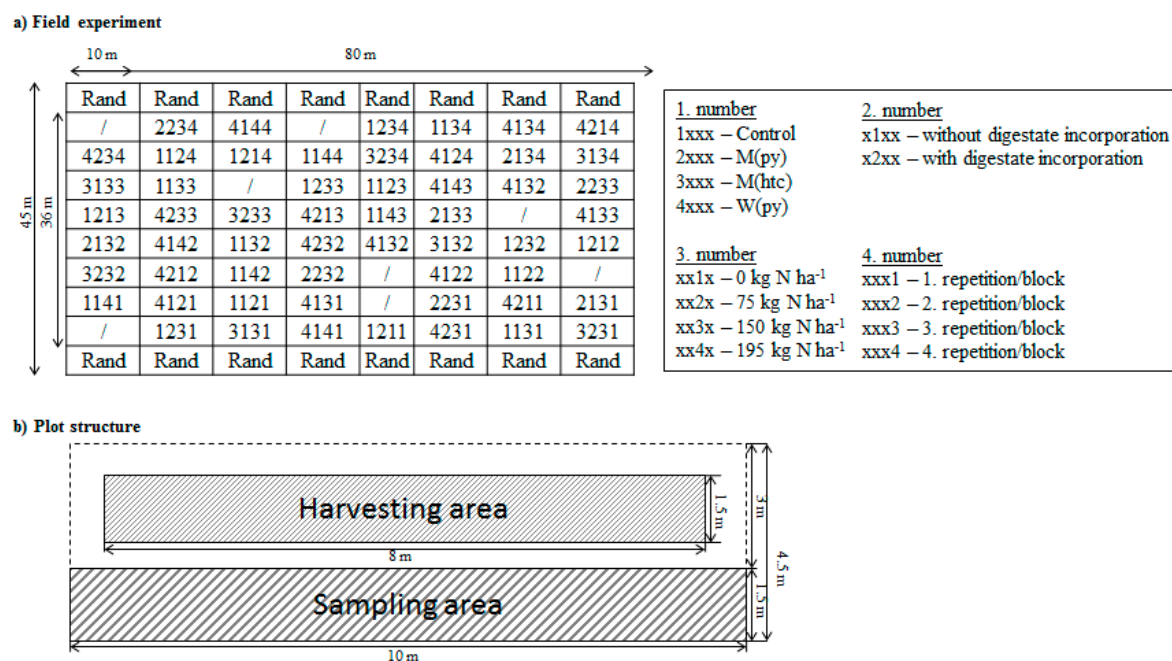 a) Field experiment
10 m 80 m
45 m
36 m
Rand Rand Rand Rand Rand Rand Rand Rand
/ 2234 4144 / 1234 1134 4134 4214
4234 1124 1214 1144 3234 4124 2134 3134
3133 1133 / 1233 1123 4143 4132 2233
1213 4233 3233 4213 1143 2133 / 4133
2132 4142 1132 4232 4132 3132 1232 1212
3232 4212 1142 2232 / 4122 1122 /
1141 4121 1121 4131 / 2231 4211 2131
/ 1231 3131 4141 1211 4231 1131 3231
Rand Rand Rand Rand Rand Rand Rand Rand
1. number
1xxx – Control
2xxx – M(py)
3xxx – M(htc)
4xxx – W(py)
2. number
x1xx – without digestate incorporation
x2xx – with digestate incorporation
3. number
xx1x – 0 kg N ha⁻¹
xx2x – 75 kg N ha⁻¹
xx3x – 150 kg N ha⁻¹
xx4x – 195 kg N ha⁻¹
4. number
xxx1 – 1. repetition/block
xxx2 – 2. repetition/block
xxx3 – 3. repetition/block
xxx4 – 4. repetition/block
b) Plot structure
Harvesting area
8 m
1.5 m
3 m
4.5 m
Sampling area
1.5 m
10 m